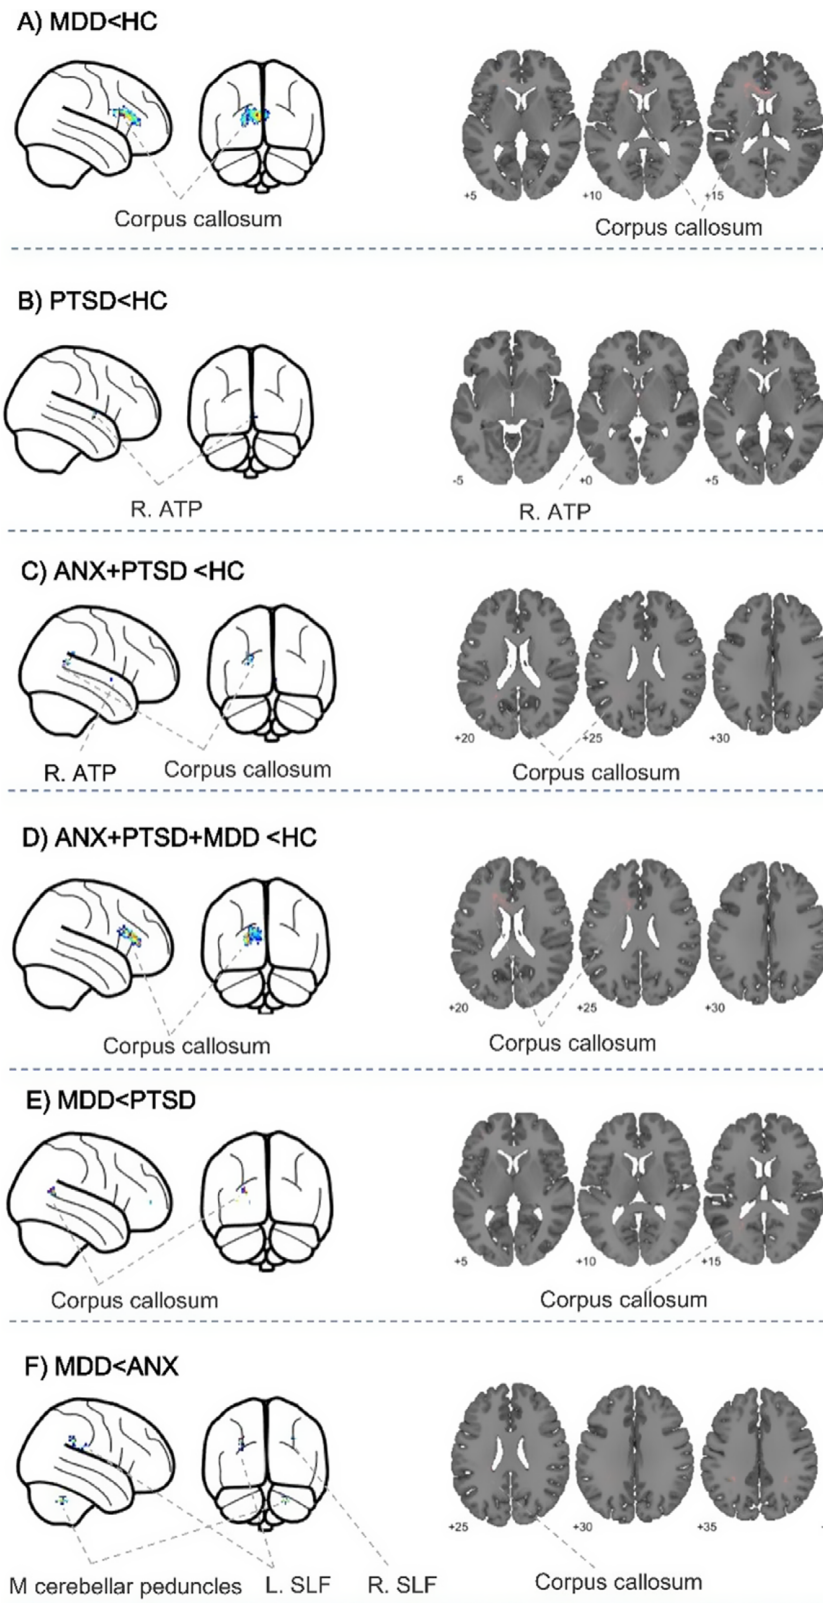 A) MDD<HC
+5 +10 +15
Corpus callosum Corpus callosum
B) PTSD<HC
-5 +0 +5
R. ATP R. ATP
C) ANX+PTSD <HC
+20 +25 +30
R. ATP Corpus callosum Corpus callosum
D) ANX+PTSD+MDD <HC
+20 +25 +30
Corpus callosum Corpus callosum
E) MDD<PTSD
+5 +10 +15
Corpus callosum Corpus callosum
F) MDD<ANX
+25 +30 +35
M cerebellar peduncles L. SLF R. SLF Corpus callosum